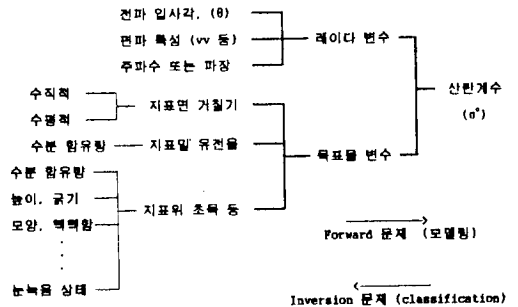 전파 입사각, (θ)
편파 특성 (vv 등)
주파수 또는 파장
레이다 변수
수직적
수평적
지표면 거칠기
산란계수
(σ°)
수분 함유량
지표밑 유전율
목표물 변수
수분 함유량
높이, 굵기
모양, 빽빽함
지표위 초목 등
눈녹음 상태
Forward 문제 (모델링)
Inversion 문제 (classification)